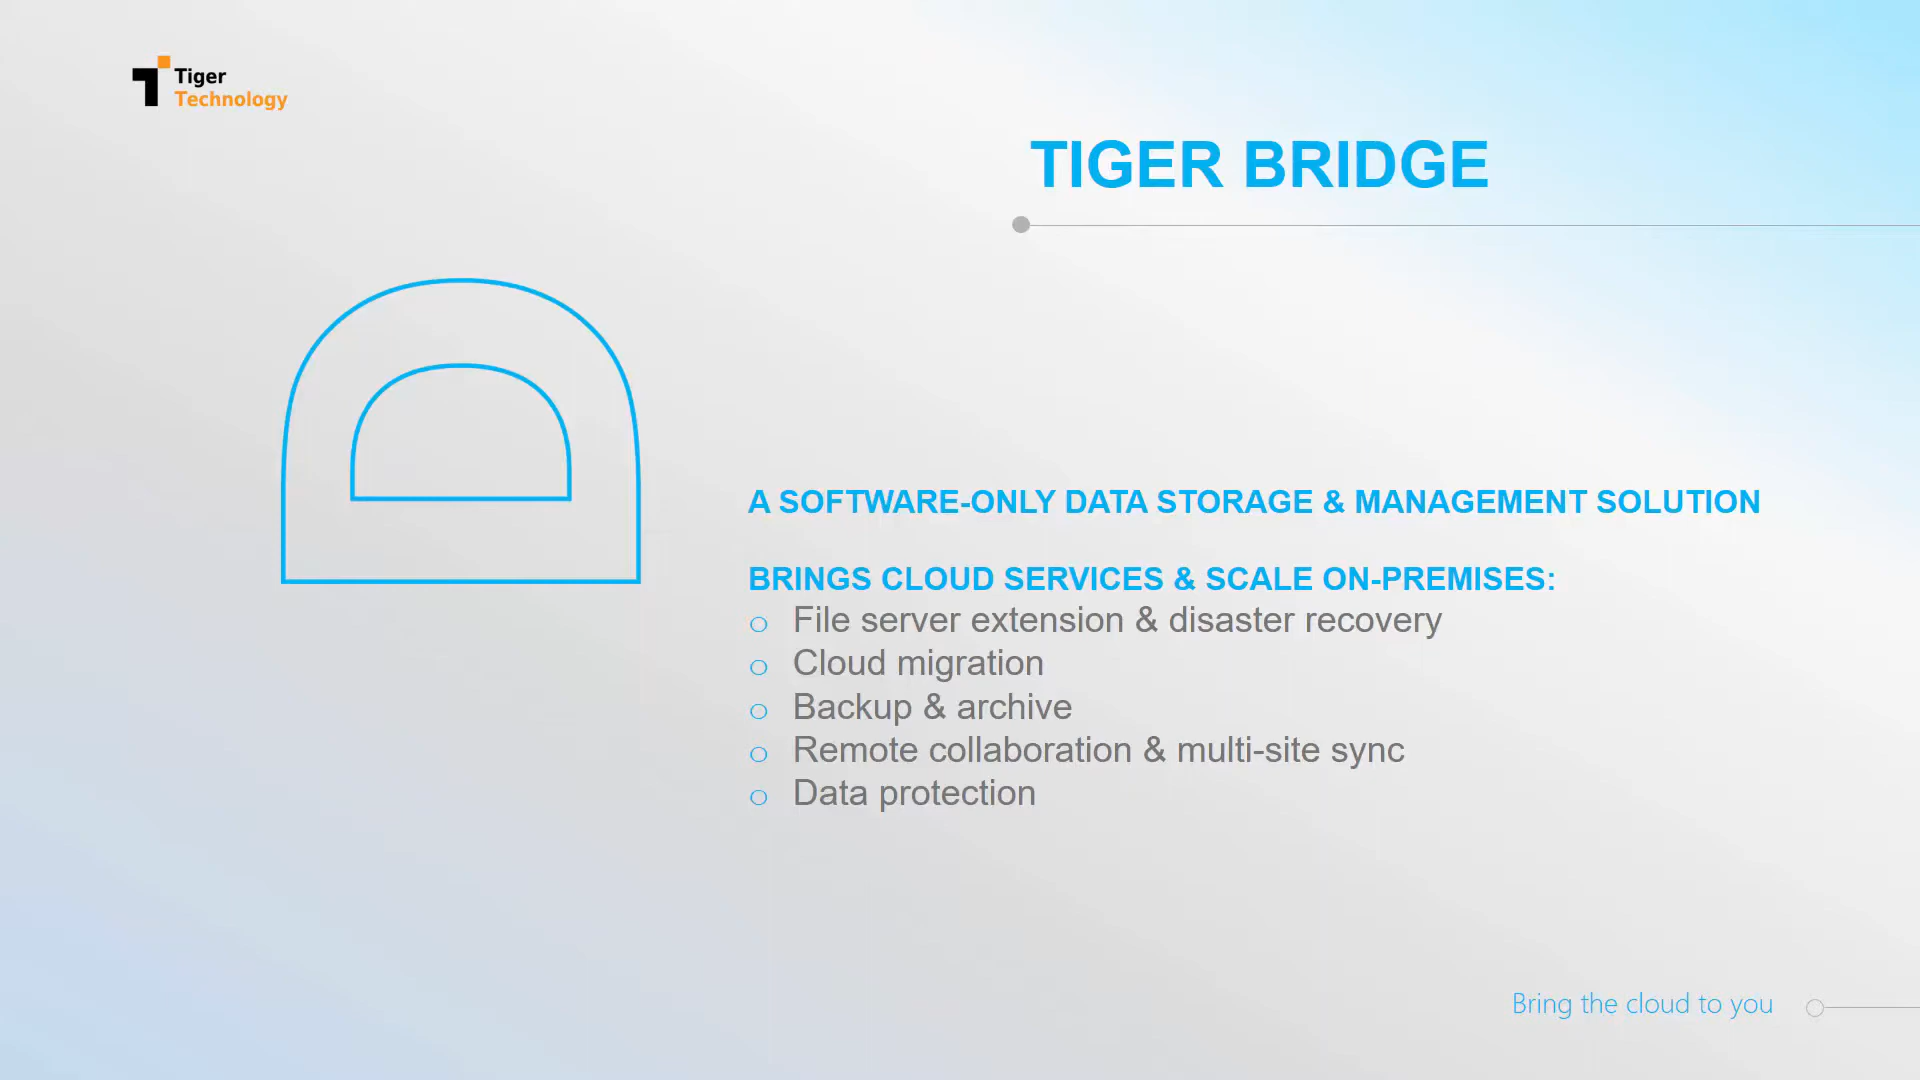 Tiger
Technology
TIGER BRIDGE
A SOFTWARE-ONLY DATA STORAGE & MANAGEMENT SOLUTION
BRINGS CLOUD SERVICES & SCALE ON-PREMISES:
File server extension & disaster recovery
Cloud migration
Backup & archive
Remote collaboration & multi-site sync
Data protection
Bring the cloud to you